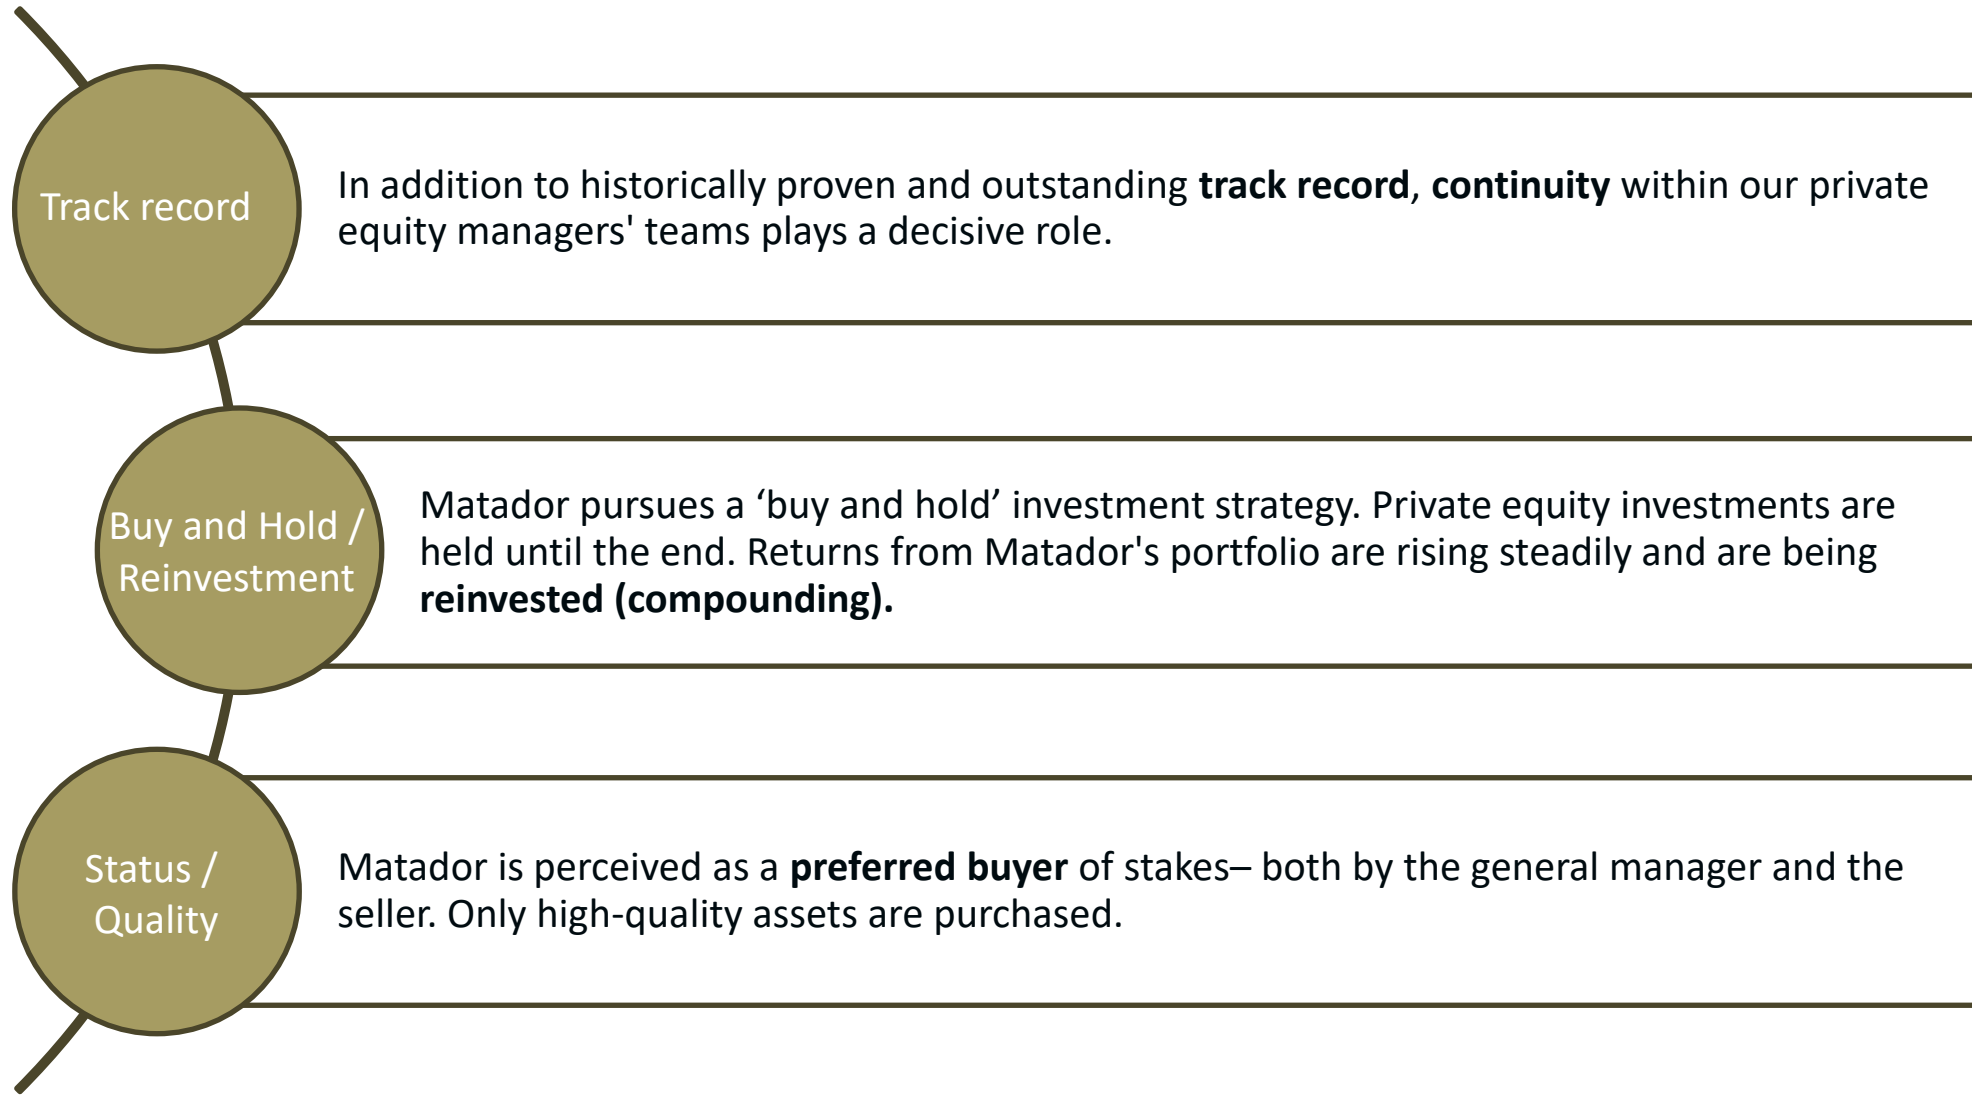 Track record
In addition to historically proven and outstanding track record, continuity within our private
equity managers' teams plays a decisive role.
Buy and Hold /
Reinvestment
Matador pursues a ‘buy and hold’ investment strategy. Private equity investments are
held until the end. Returns from Matador's portfolio are rising steadily and are being
reinvested (compounding).
Status /
Quality
Matador is perceived as a preferred buyer of stakes– both by the general manager and the
seller. Only high-quality assets are purchased.